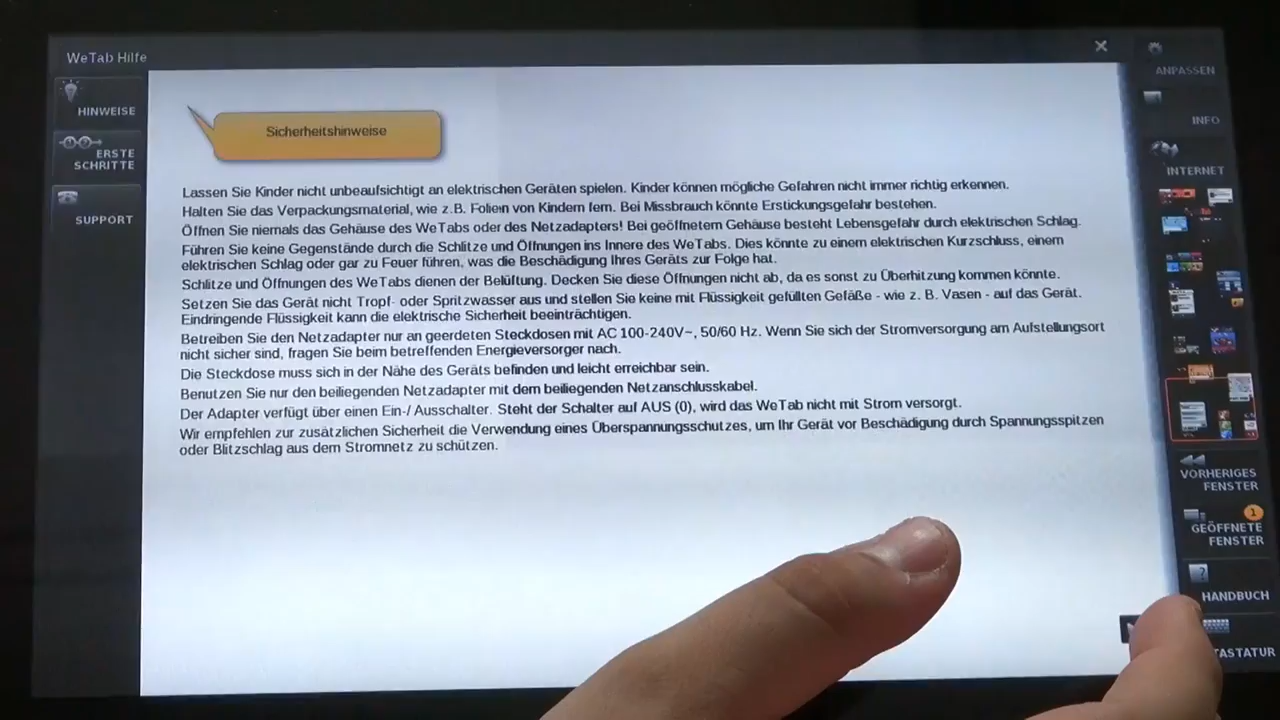 WeTab Hilfe
HINWEISE
ERSTE
SCHRITTE
SUPPORT
Sicherheitshinweise
Lassen Sie Kinder nicht unbeaufsichtigt an elektrischen Geräten spielen. Kinder können mögliche Gefahren nicht immer richtig erkennen.
Halten Sie das Verpackungsmaterial, wie z.B. Folien von Kindern fern. Bei Missbrauch könnte Erstickungsgefahr bestehen.
Öffnen Sie niemals das Gehäuse des WeTabs oder des Netzadapters! Bei geöffnetem Gehäuse besteht Lebensgefahr durch elektrischen Schlag.
Führen Sie keine Gegenstände durch die Schlitze und Öffnungen ins Innere des WeTabs. Dies könnte zu einem elektrischen Kurzschluss, einem
elektrischen Schlag oder gar zu Feuer führen, was die Beschädigung Ihres Geräts zur Folge hat.
Schlitze und Öffnungen des WeTabs dienen der Belüftung. Decken Sie diese Öffnungen nicht ab, da es sonst zu Überhitzung kommen könnte.
Setzen Sie das Gerät nicht Tropf- oder Spritzwasser aus und stellen Sie keine mit Flüssigkeit gefüllten Gefäße - wie z. B. Vasen - auf das Gerät.
Eindringende Flüssigkeit kann die elektrische Sicherheit beeinträchtigen.
Betreiben Sie den Netzadapter nur an geerdeten Steckdosen mit AC 100-240V~, 50/60 Hz. Wenn Sie sich der Stromversorgung am Aufstellungsort
nicht sicher sind, fragen Sie beim betreffenden Energieversorger nach.
Die Steckdose muss sich in der Nähe des Geräts befinden und leicht erreichbar sein.
Benutzen Sie nur den beiliegenden Netzadapter mit dem beiliegenden Netzanschlusskabel.
Der Adapter verfügt über einen Ein-/ Ausschalter. Steht der Schalter auf AUS (0), wird das WeTab nicht mit Strom versorgt.
Wir empfehlen zur zusätzlichen Sicherheit die Verwendung eines Überspannungsschutzes, um Ihr Gerät vor Beschädigung durch Spannungsspitzen
oder Blitzschlag aus dem Stromnetz zu schützen.
ANPASSEN
INFO
INTERNET
VORHERIGES
FENSTER
1
GEÖFFNETE
FENSTER
?
HANDBUCH
TASTATUR